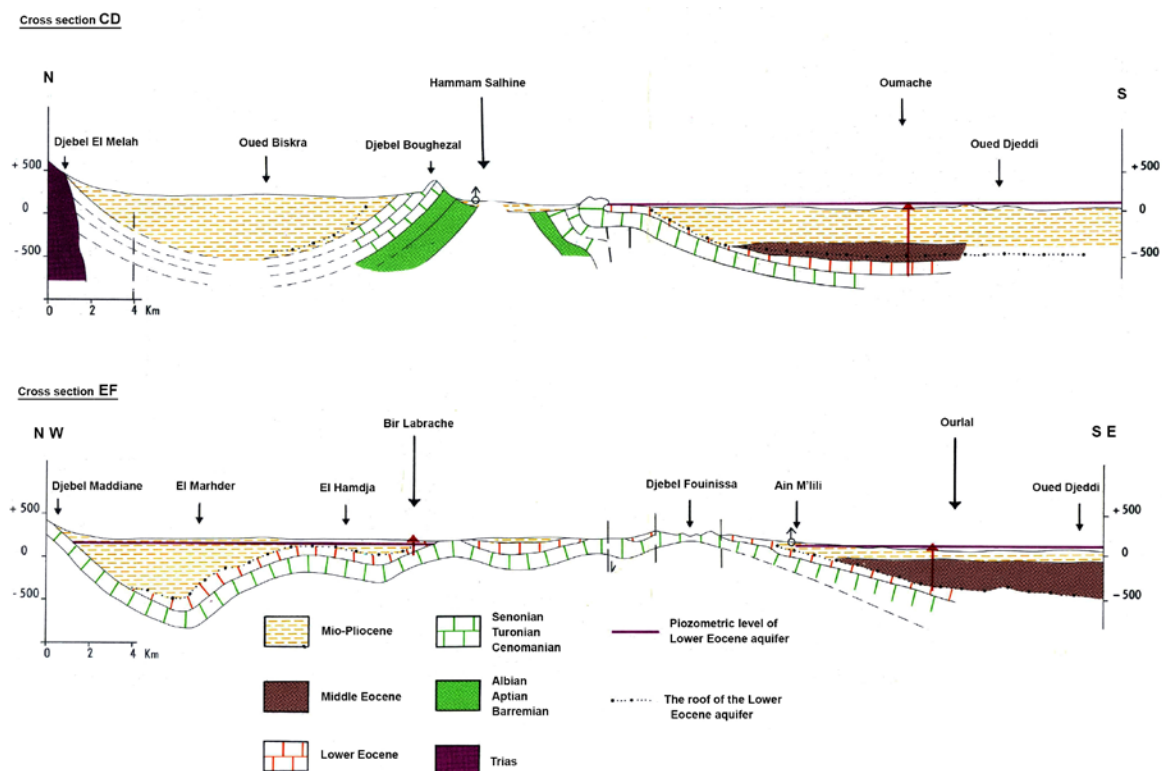 Cross section CD
N
Hammam Salhine
Oumache
S
Djebel El Melah
Oued Biskra
Djebel Boughezal
Oued Djeddi
+ 500
0
- 500
+ 500
0
- 500
0 2 4 Km
Cross section EF
Bir Labrache
Ourlal
N W
S E
Djebel Maddiane
El Marhder
El Hamdja
Djebel Fouinissa
Ain M'lili
Oued Djeddi
+ 500
0
- 500
+ 500
0
- 500
0 2 4 Km
Mio-Pliocene
Senonian
Turonian
Cenomanian
Piozometric level of
Lower Eocene aquifer
Middle Eocene
Albian
Aptian
Barremian
The roof of the Lower
Eocene aquifer
Lower Eocene
Trias